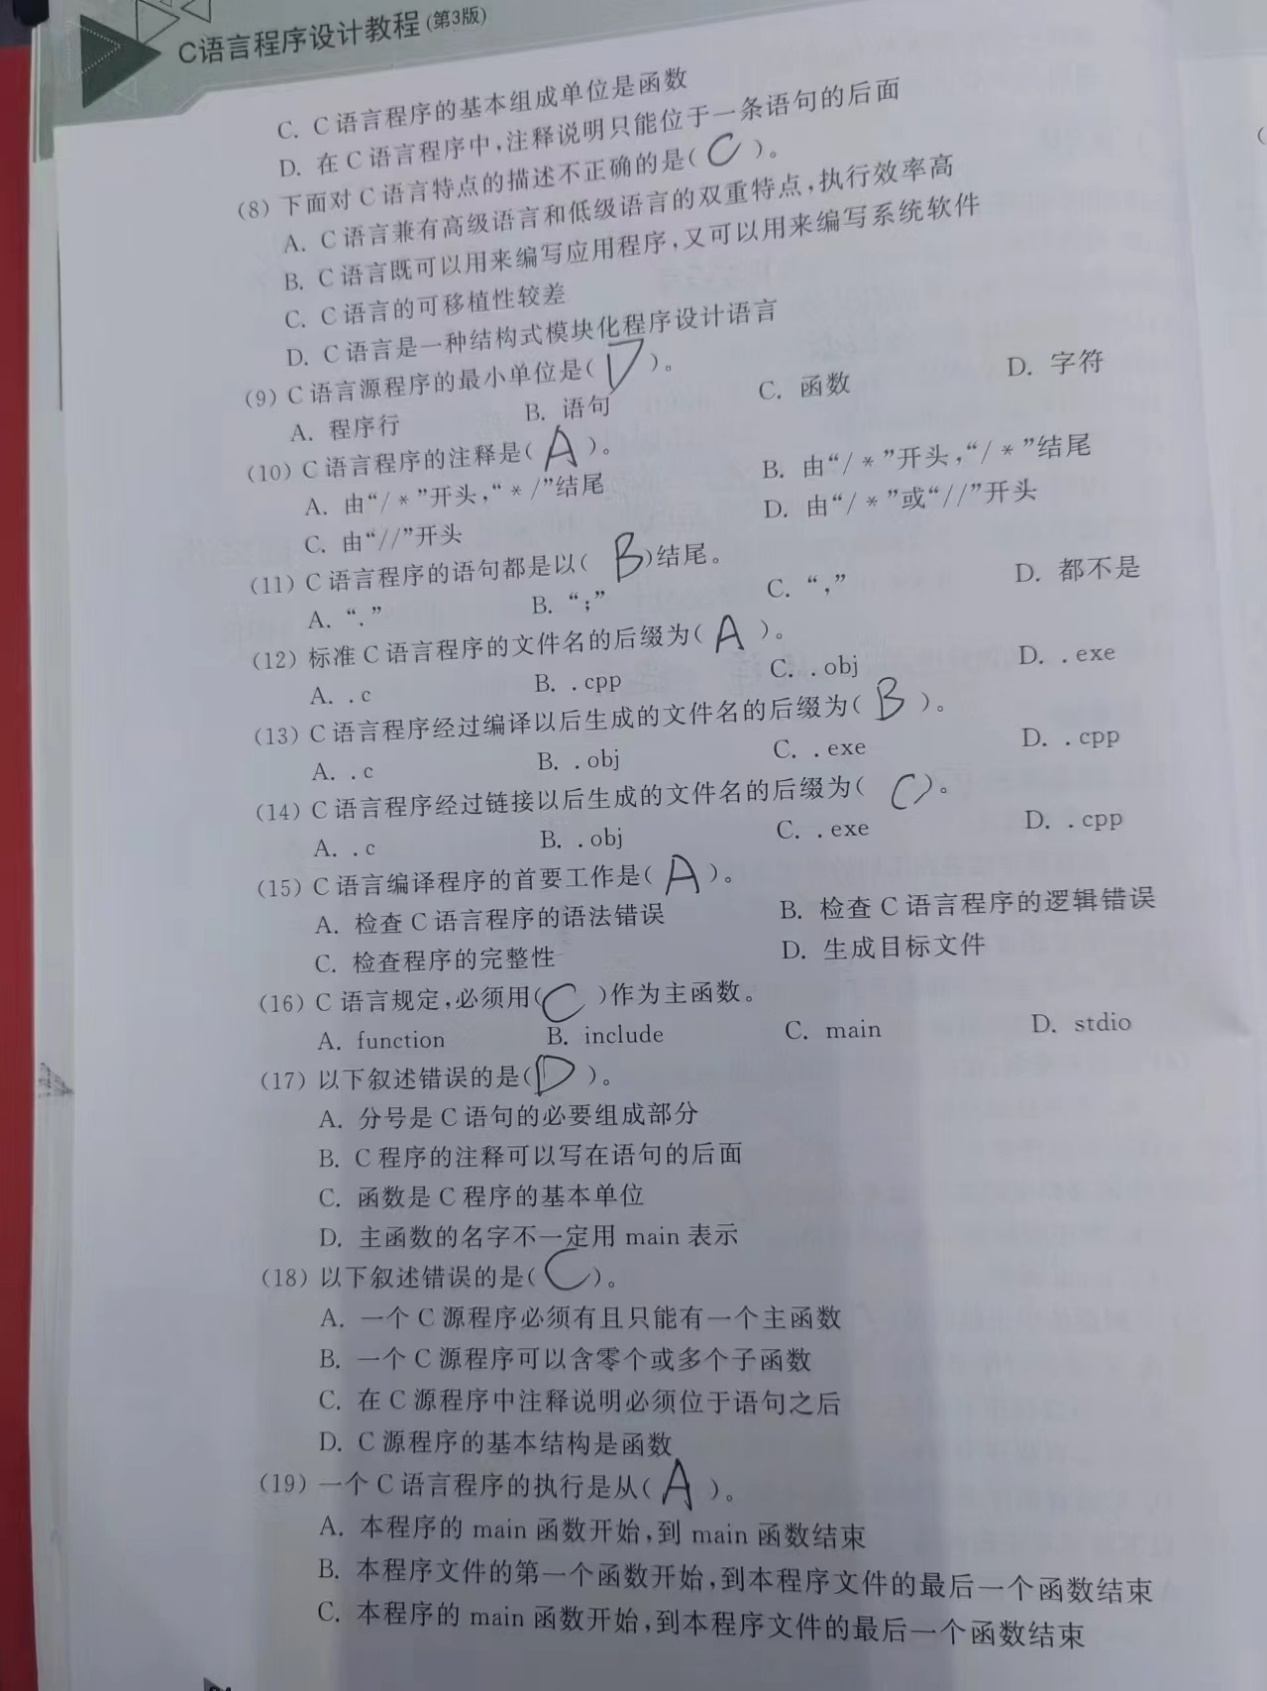 C语言程序设计教程(第3版)
C. C语言程序的基本组成单位是函数
D. 在C语言程序中,注释说明只能位于一条语句的后面
(8) 下面对C语言特点的描述不正确的是( C )。
A. C语言兼有高级语言和低级语言的双重特点,执行效率高
B. C语言既可以用来编写应用程序,又可以用来编写系统软件
C. C语言的可移植性较差
D. C语言是一种结构式模块化程序设计语言
(9) C语言源程序的最小单位是( D )。
A. 程序行 B. 语句 C. 函数 D. 字符
(10) C语言程序的注释是( A )。
A. 由“/*”开头,“*/”结尾 B. 由“/*”开头,“/*”结尾
C. 由“//”开头 D. 由“/*”或“//”开头
(11) C语言程序的语句都是以( B )结尾。
A. “.” B. “;” C. “,” D. 都不是
(12) 标准C语言程序的文件名的后缀为( A )。
A. .c B. .cpp C. .obj D. .exe
(13) C语言程序经过编译以后生成的文件名的后缀为( B )。
A. .c B. .obj C. .exe D. .cpp
(14) C语言程序经过链接以后生成的文件名的后缀为( C )。
A. .c B. .obj C. .exe D. .cpp
(15) C语言编译程序的首要工作是( A )。
A. 检查C语言程序的语法错误 B. 检查C语言程序的逻辑错误
C. 检查程序的完整性 D. 生成目标文件
(16) C语言规定,必须用( C )作为主函数。
A. function B. include C. main D. stdio
(17) 以下叙述错误的是( D )。
A. 分号是C语句的必要组成部分
B. C程序的注释可以写在语句的后面
C. 函数是C程序的基本单位
D. 主函数的名字不一定用main表示
(18) 以下叙述错误的是( C )。
A. 一个C源程序必须有且只能有一个主函数
B. 一个C源程序可以含零个或多个子函数
C. 在C源程序中注释说明必须位于语句之后
D. C源程序的基本结构是函数
(19) 一个C语言程序的执行是从( A )。
A. 本程序的main函数开始,到main函数结束
B. 本程序文件的第一个函数开始,到本程序文件的最后一个函数结束
C. 本程序的main函数开始,到本程序文件的最后一个函数结束